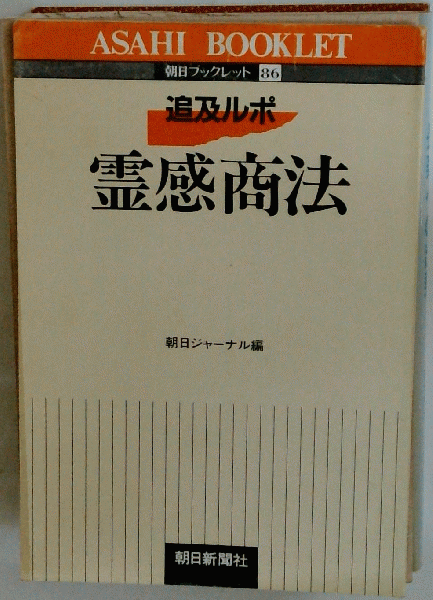 ASAHI BOOKLET
朝日ブックレット 86
追及ルポ
霊感商法
朝日ジャーナル編
朝日新聞社